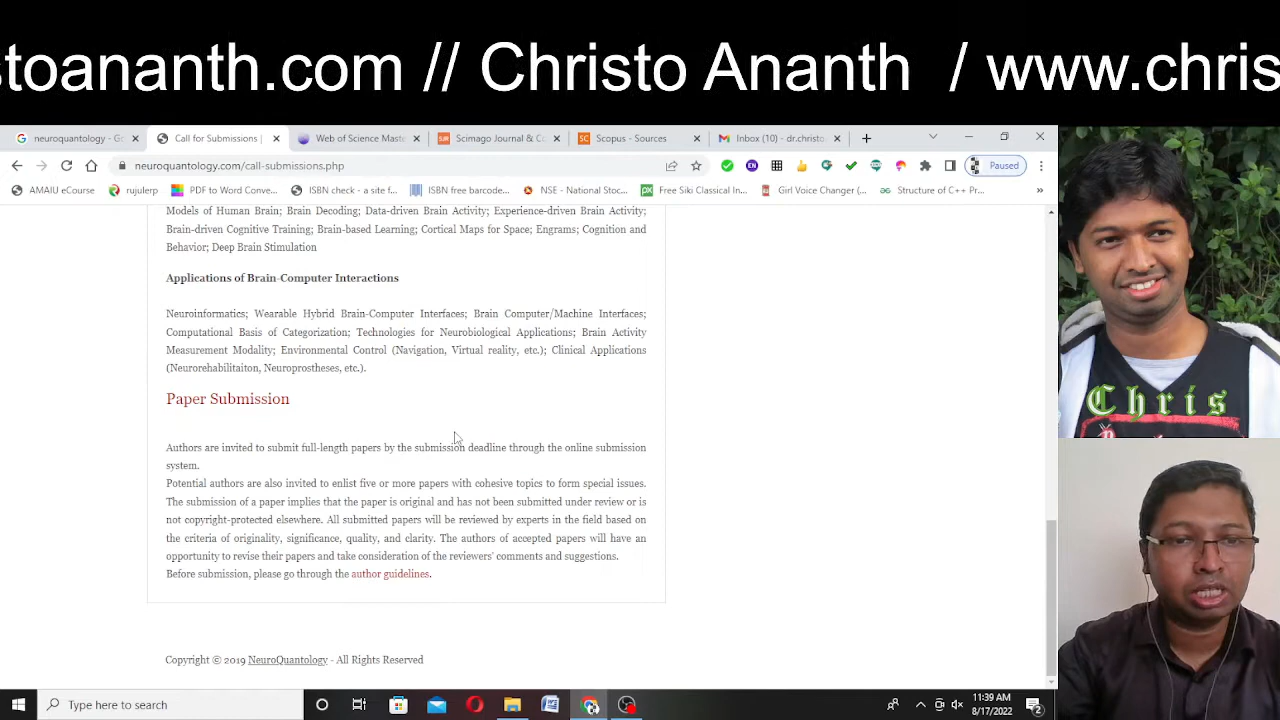 stoananth.com // Christo Ananth / www.chris
neuroquantology - Go
Call for Submissions |
Web of Science Maste
Scimago Journal & Co
Scopus - Sources
Inbox (10) - dr.christo
neuroquantology.com/call-submissions.php
Paused
AMAIU eCourse
rujulerp
PDF to Word Conve...
ISBN check - a site f...
ISBN free barcode...
NSE - National Stoc...
Free Siki Classical In...
Girl Voice Changer (...
Structure of C++ Pr...
Models of Human Brain; Brain Decoding; Data-driven Brain Activity; Experience-driven Brain Activity;
Brain-driven Cognitive Training; Brain-based Learning; Cortical Maps for Space; Engrams; Cognition and
Behavior; Deep Brain Stimulation
Applications of Brain-Computer Interactions
Neuroinformatics; Wearable Hybrid Brain-Computer Interfaces; Brain Computer/Machine Interfaces;
Computational Basis of Categorization; Technologies for Neurobiological Applications; Brain Activity
Measurement Modality; Environmental Control (Navigation, Virtual reality, etc.); Clinical Applications
(Neurorehabilitaiton, Neuroprostheses, etc.).
Paper Submission
Authors are invited to submit full-length papers by the submission deadline through the online submission
system.
Potential authors are also invited to enlist five or more papers with cohesive topics to form special issues.
The submission of a paper implies that the paper is original and has not been submitted under review or is
not copyright-protected elsewhere. All submitted papers will be reviewed by experts in the field based on
the criteria of originality, significance, quality, and clarity. The authors of accepted papers will have an
opportunity to revise their papers and take consideration of the reviewers' comments and suggestions.
Before submission, please go through the author guidelines.
Copyright © 2019 NeuroQuantology - All Rights Reserved
Chris
Type here to search
11:39 AM
8/17/2022
2